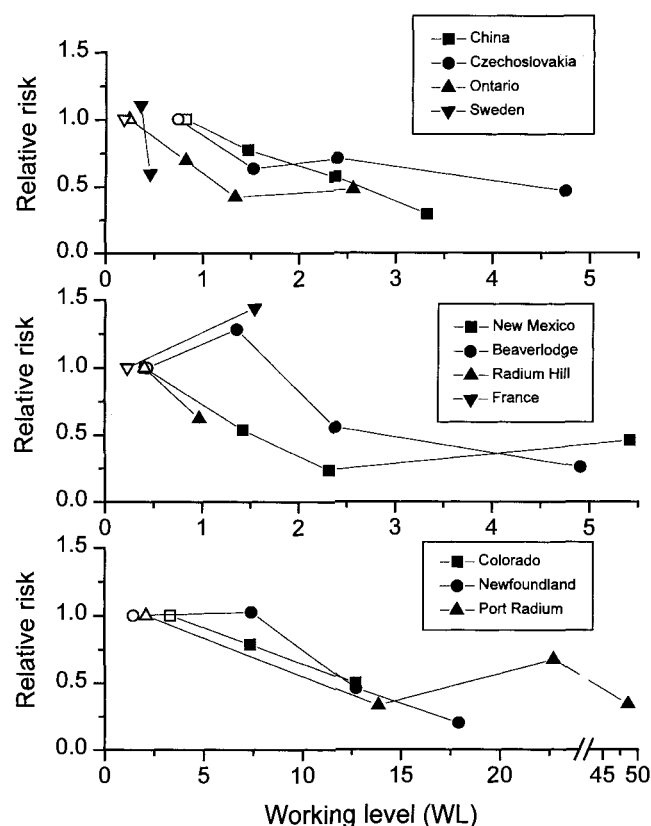 China
Czechoslovakia
Ontario
Sweden
1.5
1.0
0.5
0.0
Relative risk
0 1 2 3 4 5
New Mexico
Beaverlodge
Radium Hill
France
1.5
1.0
0.5
0.0
Relative risk
0 1 2 3 4 5
Colorado
Newfoundland
Port Radium
1.5
1.0
0.5
0.0
Relative risk
0 5 10 15 20 45 50
Working level (WL)